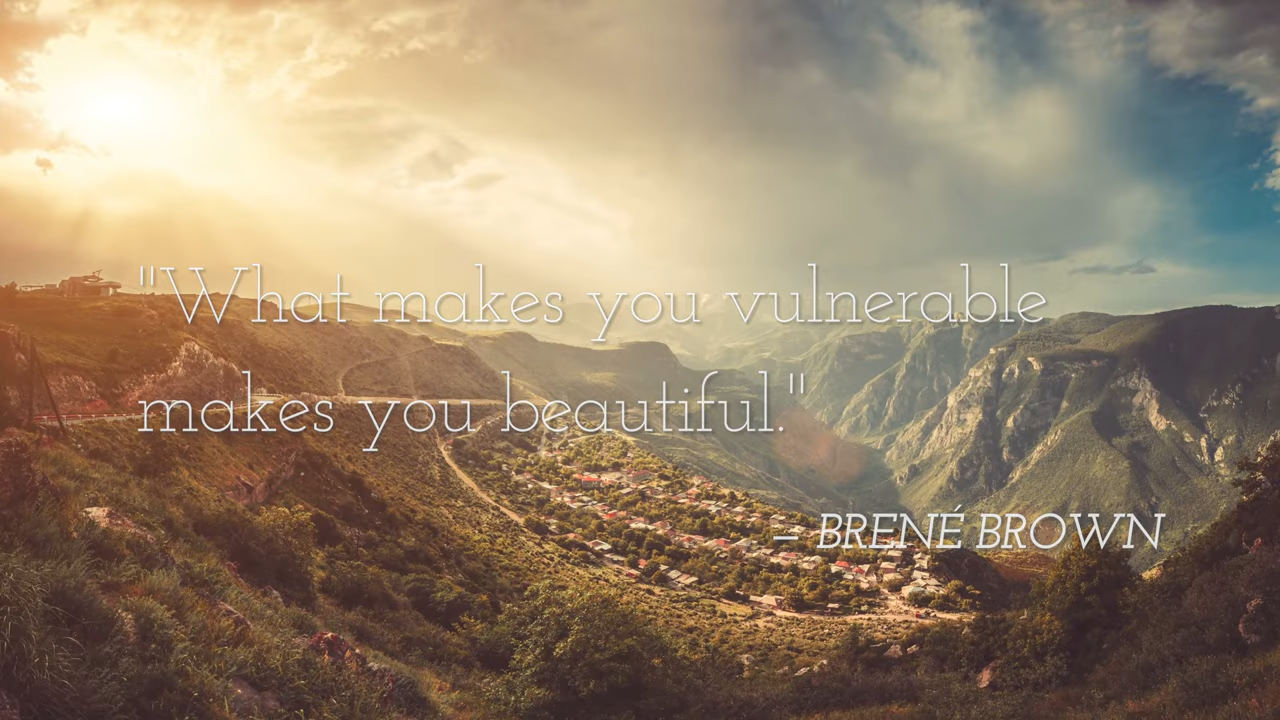 "What makes you vulnerable
makes you beautiful."
– BRENÉ BROWN